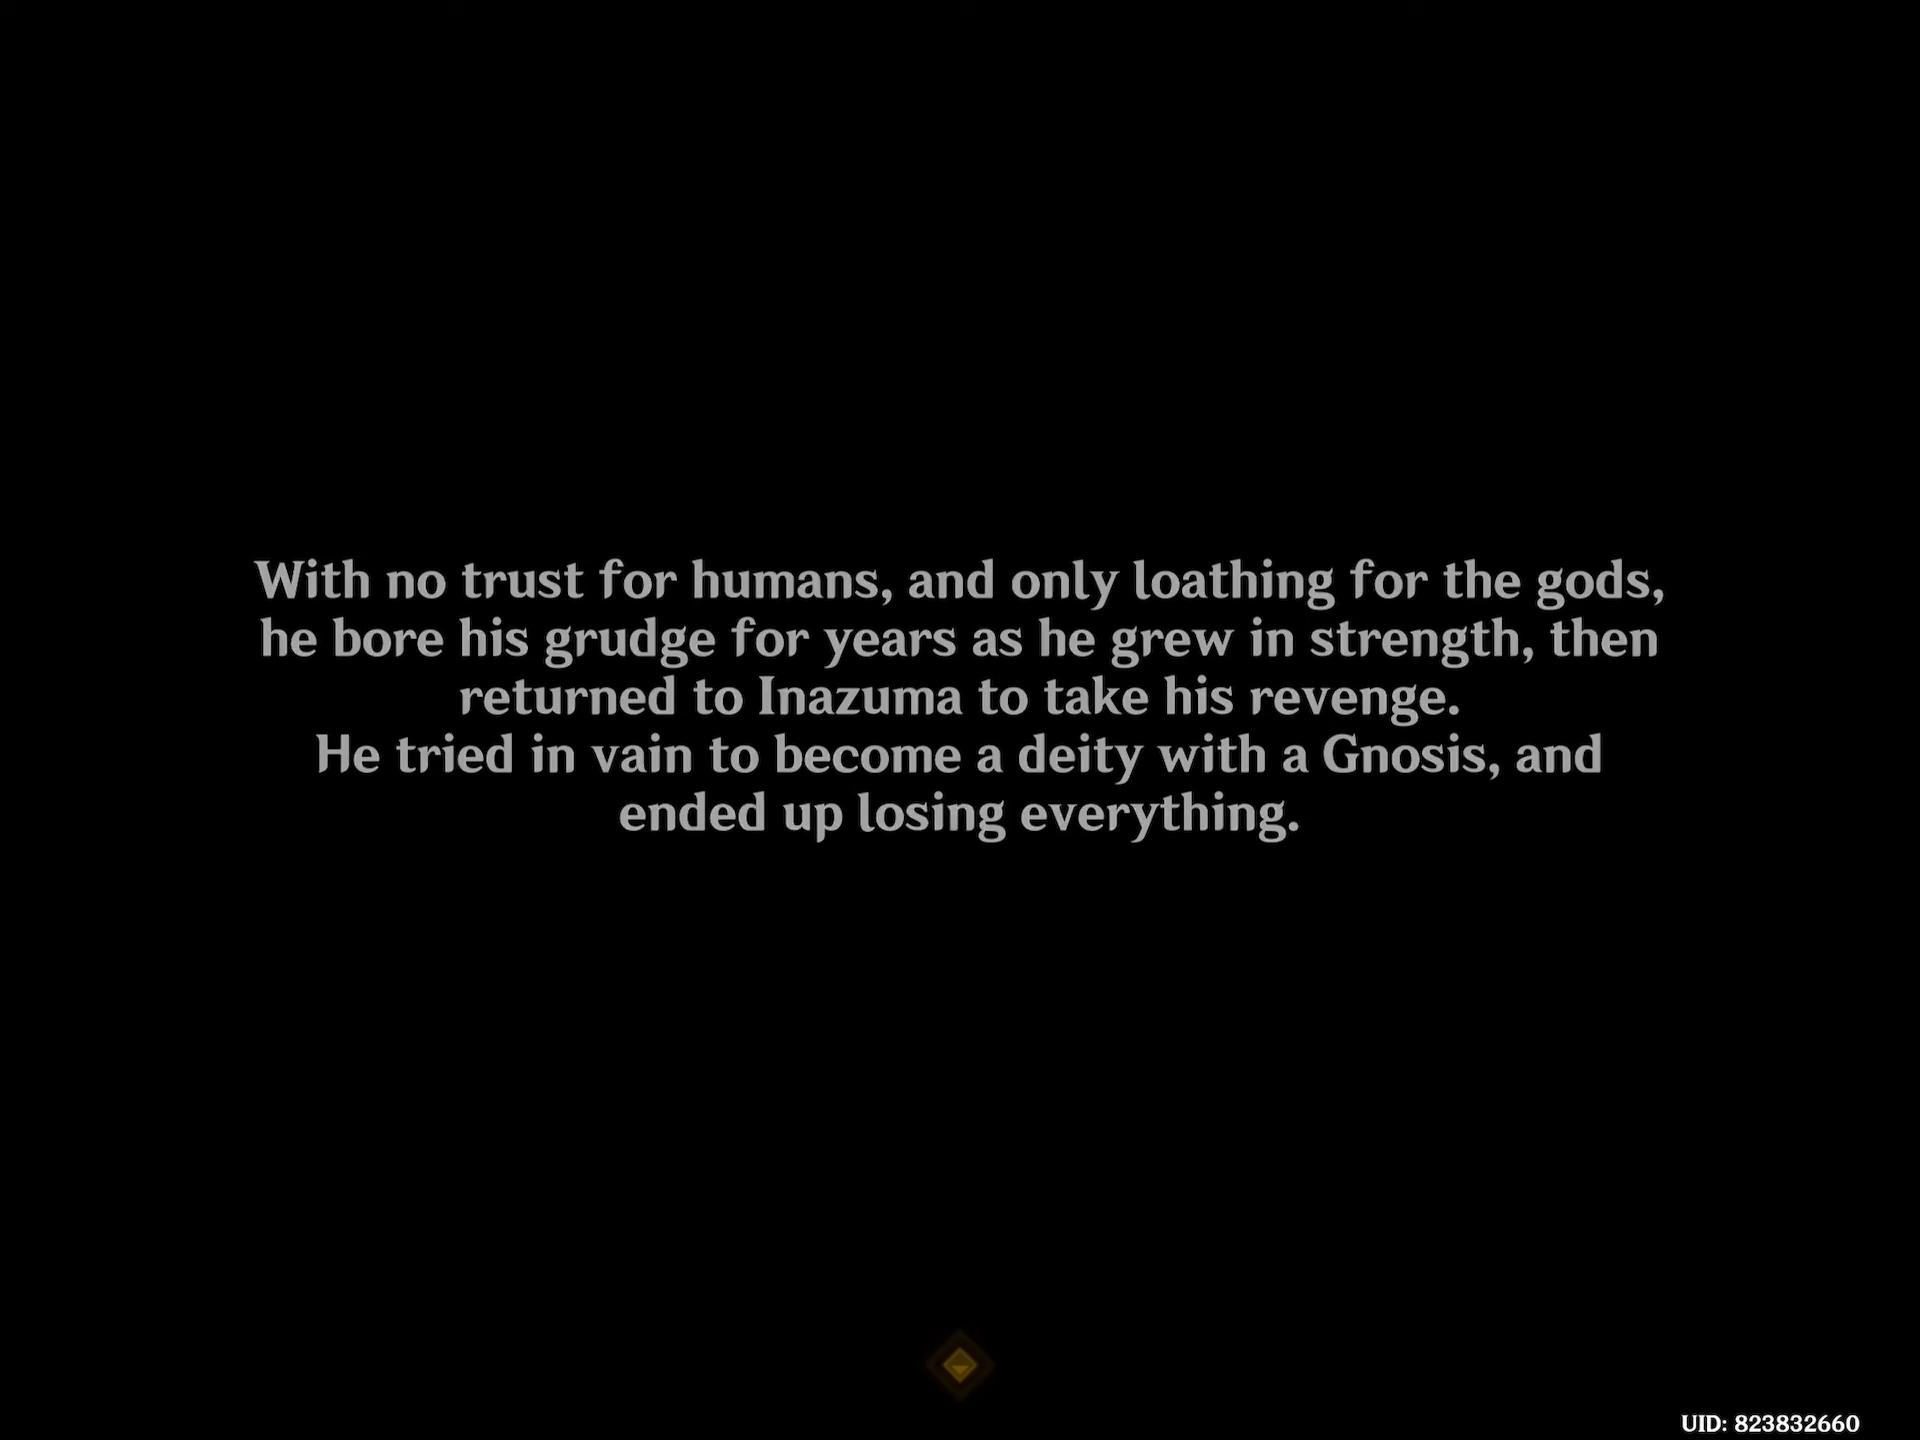 With no trust for humans, and only loathing for the gods,
he bore his grudge for years as he grew in strength, then
returned to Inazuma to take his revenge.
He tried in vain to become a deity with a Gnosis, and
ended up losing everything.
UID: 823832660